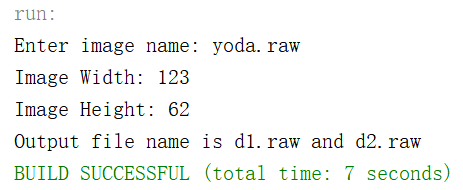 run:
Enter image name: yoda.raw
Image Width: 123
Image Height: 62
Output file name is d1.raw and d2.raw
BUILD SUCCESSFUL (total time: 7 seconds)